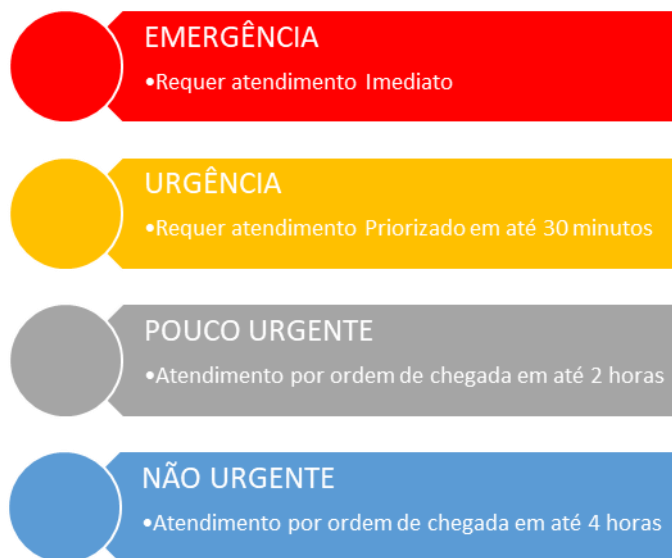 EMERGÊNCIA
•Requer atendimento Imediato
URGÊNCIA
•Requer atendimento Priorizado em até 30 minutos
POUCO URGENTE
•Atendimento por ordem de chegada em até 2 horas
NÃO URGENTE
•Atendimento por ordem de chegada em até 4 horas